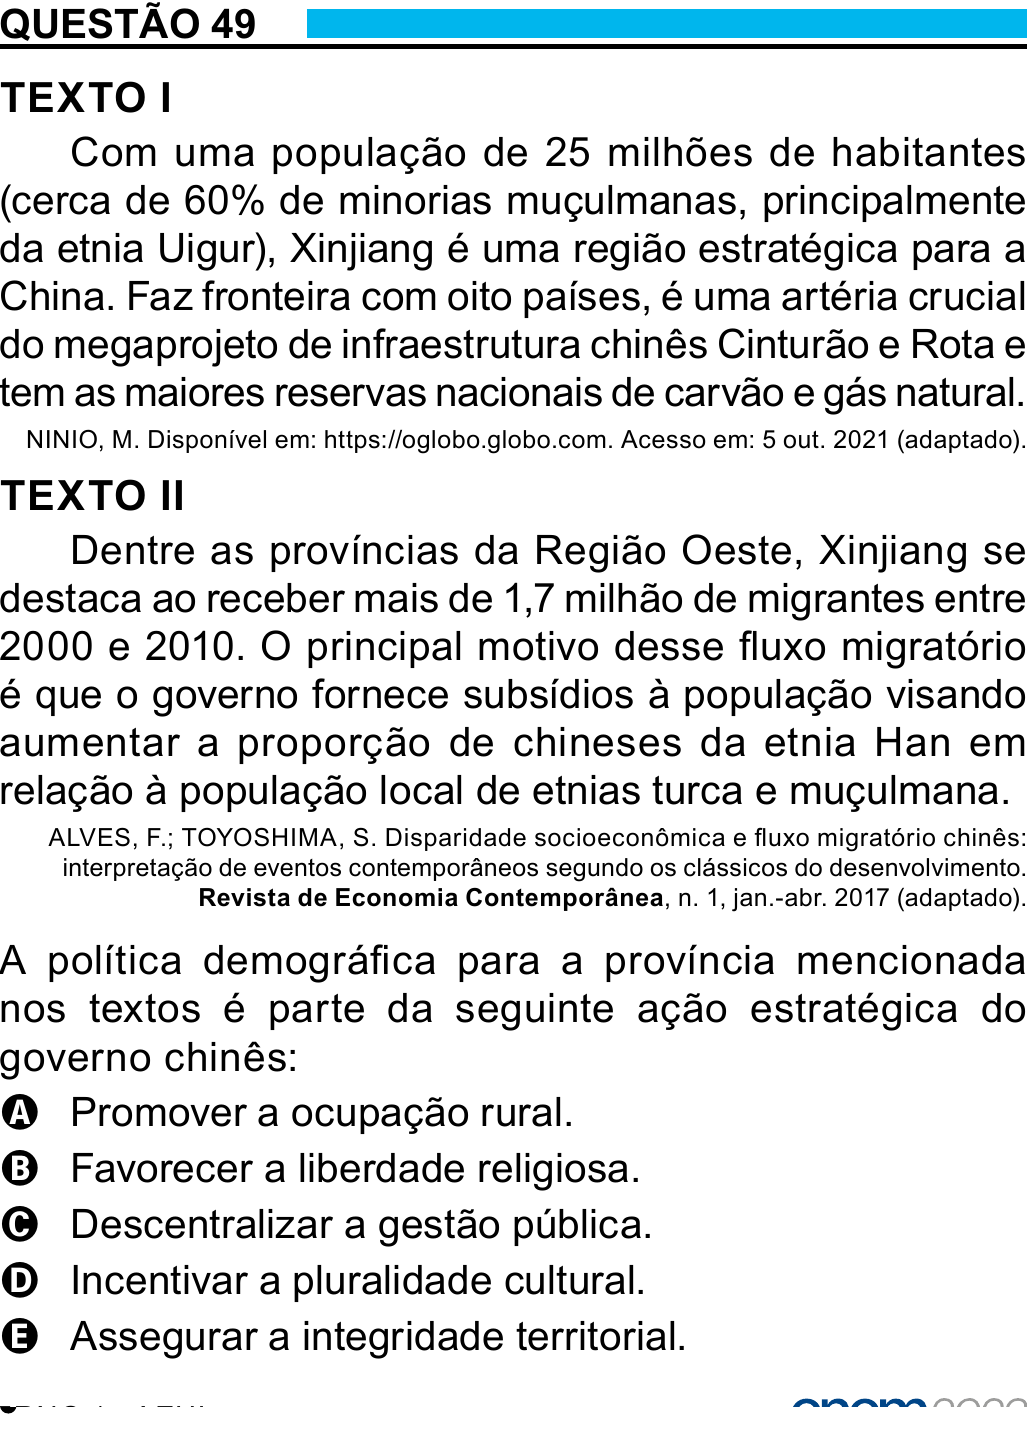 QUESTÃO 49
TEXTO I
Com uma população de 25 milhões de habitantes
(cerca de 60% de minorias muçulmanas, principalmente
da etnia Uigur), Xinjiang é uma região estratégica para a
China. Faz fronteira com oito países, é uma artéria crucial
do megaprojeto de infraestrutura chinês Cinturão e Rota e
tem as maiores reservas nacionais de carvão e gás natural.
NINIO, M. Disponível em: https://oglobo.globo.com. Acesso em: 5 out. 2021 (adaptado).
TEXTO II
Dentre as províncias da Região Oeste, Xinjiang se
destaca ao receber mais de 1,7 milhão de migrantes entre
2000 e 2010. O principal motivo desse fluxo migratório
é que o governo fornece subsídios à população visando
aumentar a proporção de chineses da etnia Han em
relação à população local de etnias turca e muçulmana.
ALVES, F.; TOYOSHIMA, S. Disparidade socioeconômica e fluxo migratório chinês:
interpretação de eventos contemporâneos segundo os clássicos do desenvolvimento.
Revista de Economia Contemporânea, n. 1, jan.-abr. 2017 (adaptado).
A política demográfica para a província mencionada
nos textos é parte da seguinte ação estratégica do
governo chinês:
A Promover a ocupação rural.
B Favorecer a liberdade religiosa.
C Descentralizar a gestão pública.
D Incentivar a pluralidade cultural.
E Assegurar a integridade territorial.